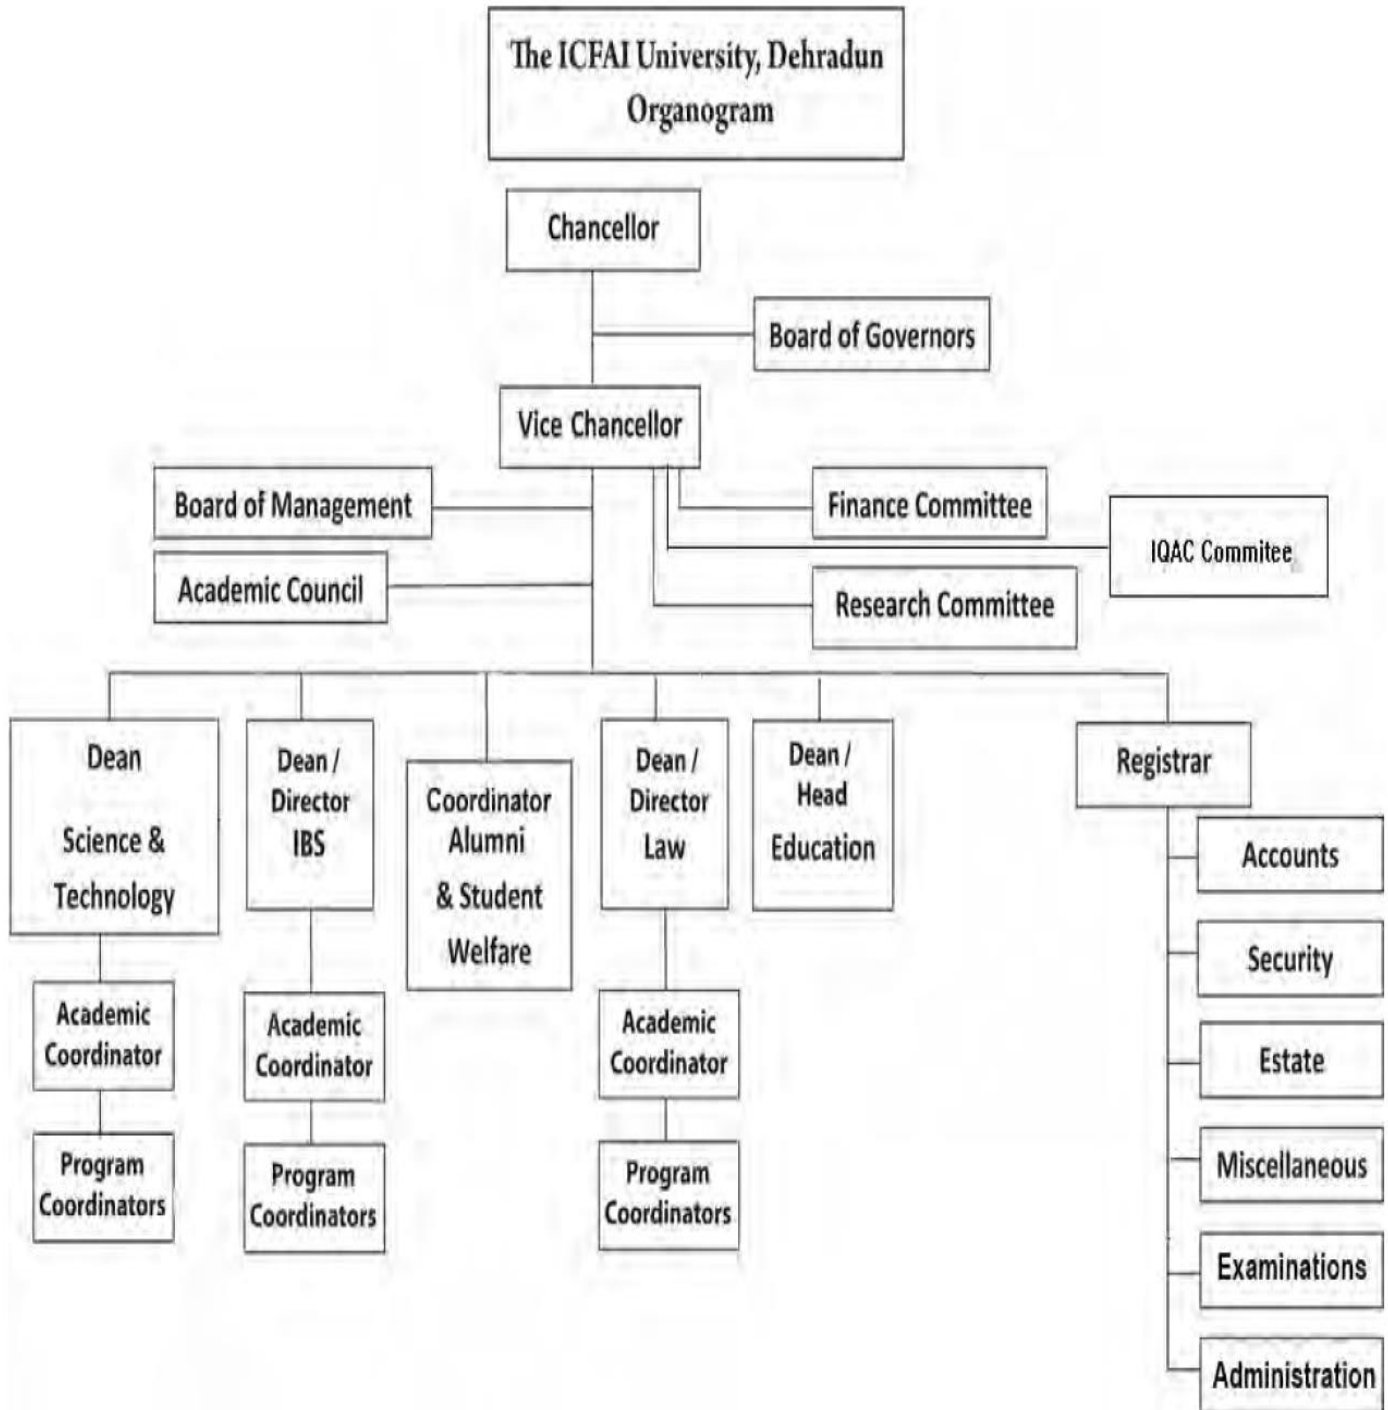 The ICFAI University, Dehradun
Organogram
Chancellor
Board of Governors
Vice Chancellor
Board of Management
Finance Committee
IQAC Commitee
Academic Council
Research Committee
Dean
Science &
Technology
Dean /
Director
IBS
Coordinator
Alumni
& Student
Welfare
Dean /
Director
Law
Dean /
Head
Education
Registrar
Academic
Coordinator
Program
Coordinators
Academic
Coordinator
Program
Coordinators
Academic
Coordinator
Program
Coordinators
Accounts
Security
Estate
Miscellaneous
Examinations
Administration